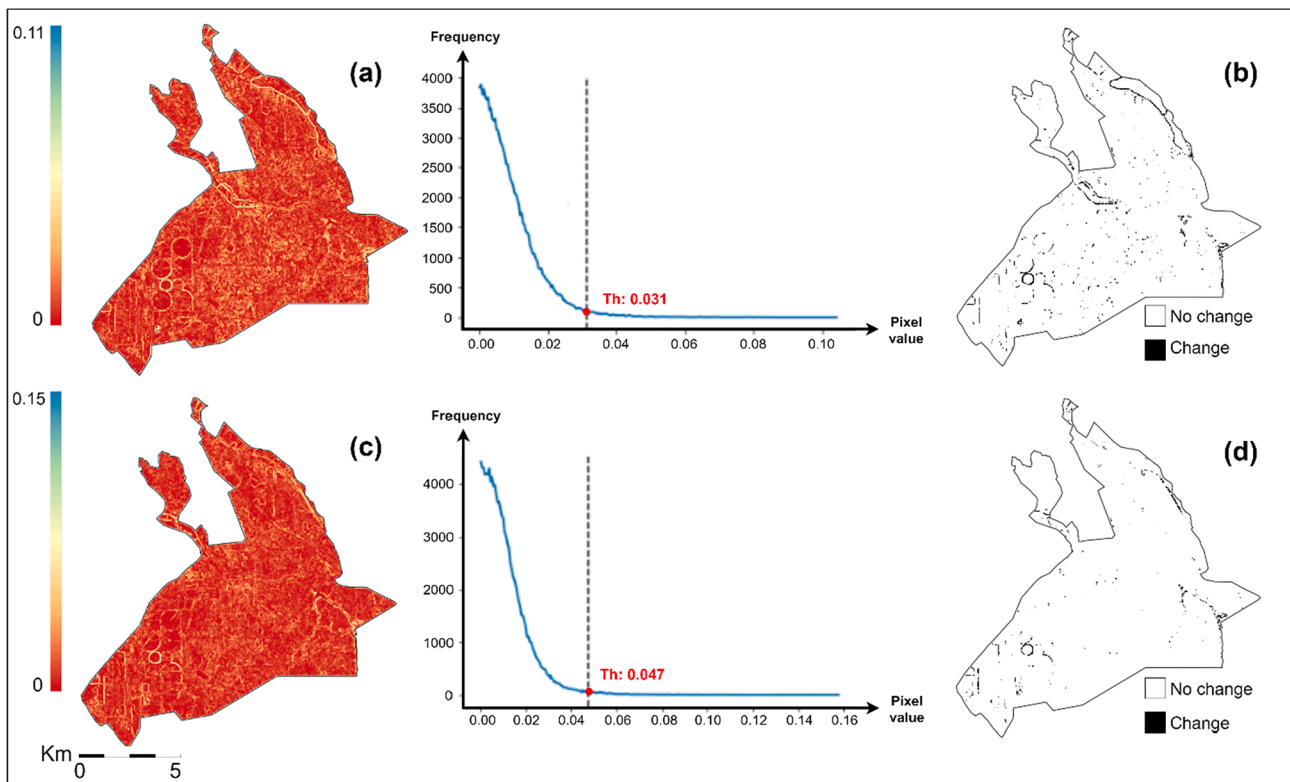 0.11
0
(a)
Frequency
4000
3500
3000
2500
2000
1500
1000
500
0
Th: 0.031
0.00 0.02 0.04 0.06 0.08 0.10
Pixel
value
(b)
No change
Change
0.15
0
(c)
Frequency
4000
3000
2000
1000
0
Th: 0.047
0.00 0.02 0.04 0.06 0.08 0.10 0.12 0.14 0.16
Pixel
value
(d)
No change
Change
Km
0 5